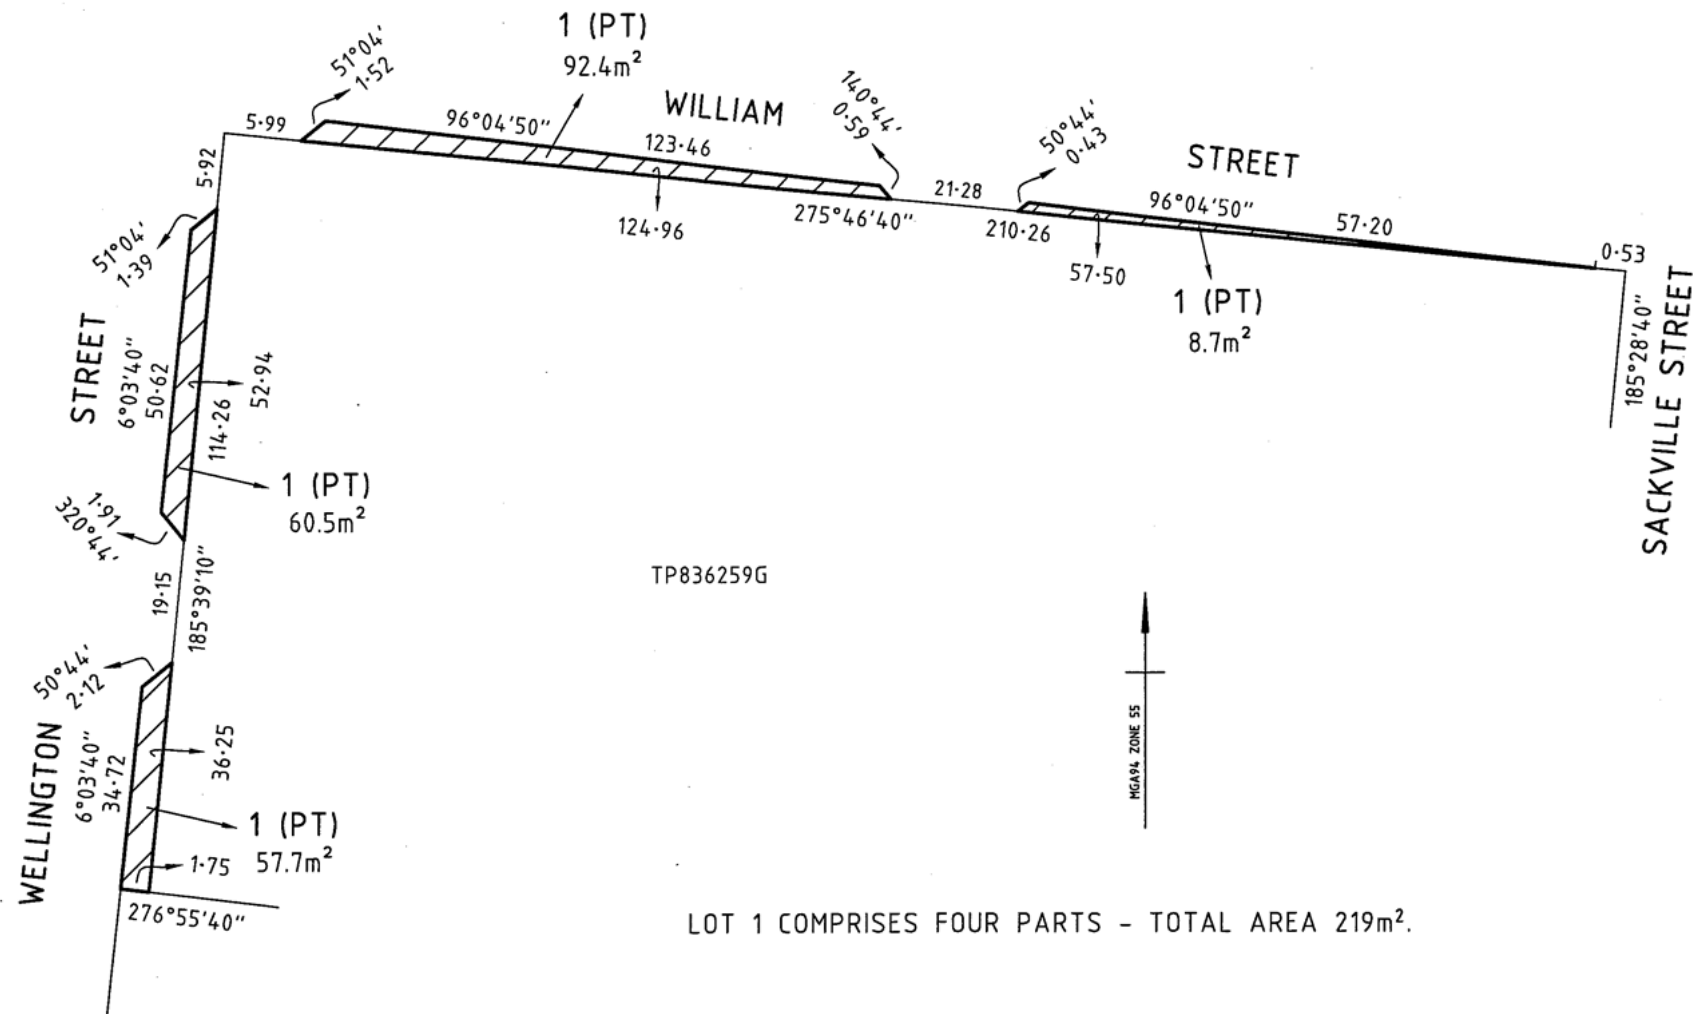 1 (PT)
92.4m²
51°04'
1·52
5·99
96°04'50"
WILLIAM
123·46
140°44'
0·59
50°44'
0·43
STREET
5·92
124·96
275°46'40"
21·28
210·26
96°04'50"
57·20
0·53
57·50
1 (PT)
8.7m²
185°28'40"
SACKVILLE STREET
51°04'
1·39
STREET
6°03'40"
50·62
52·94
114·26
1 (PT)
60.5m²
1·91
320°44'
19·15
185°39'10"
TP836259G
50°44'
2·12
WELLINGTON
6°03'40"
34·72
36·25
1 (PT)
57.7m²
1·75
276°55'40"
MGA94 ZONE 55
LOT 1 COMPRISES FOUR PARTS - TOTAL AREA 219m².